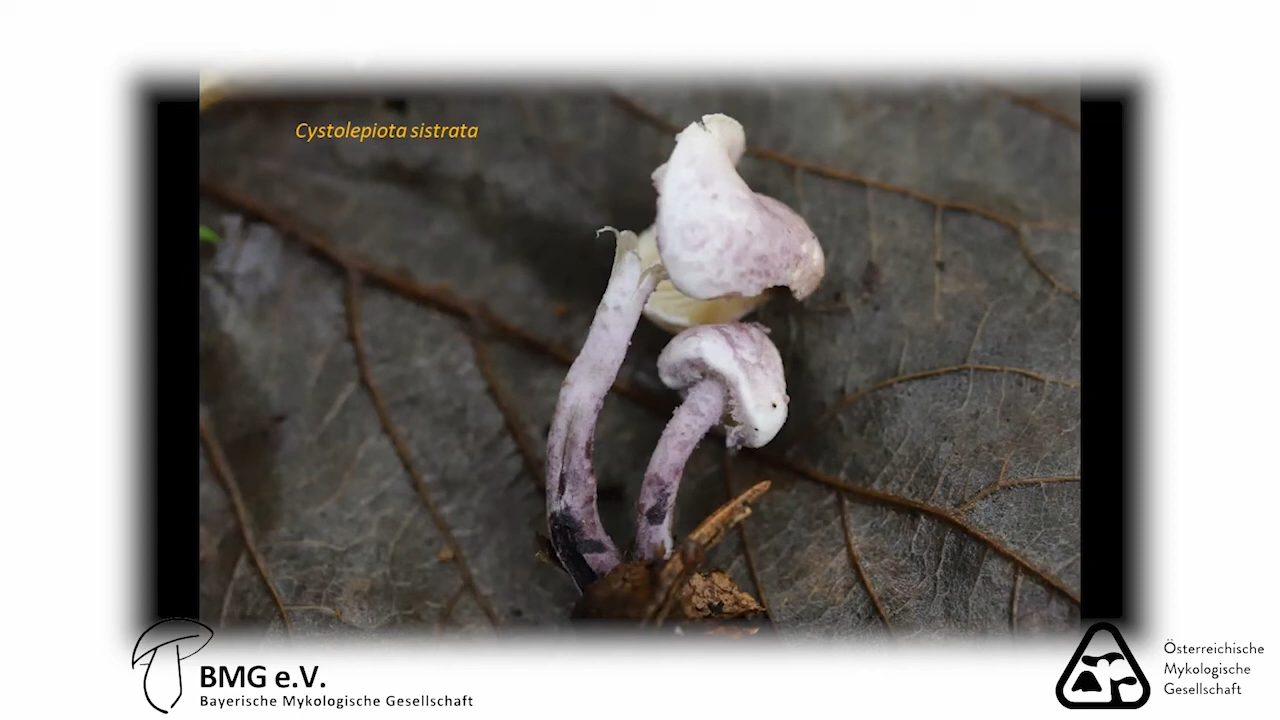 Cystolepiota sistrata
BMG e.V.
Bayerische Mykologische Gesellschaft
Österreichische
Mykologische
Gesellschaft